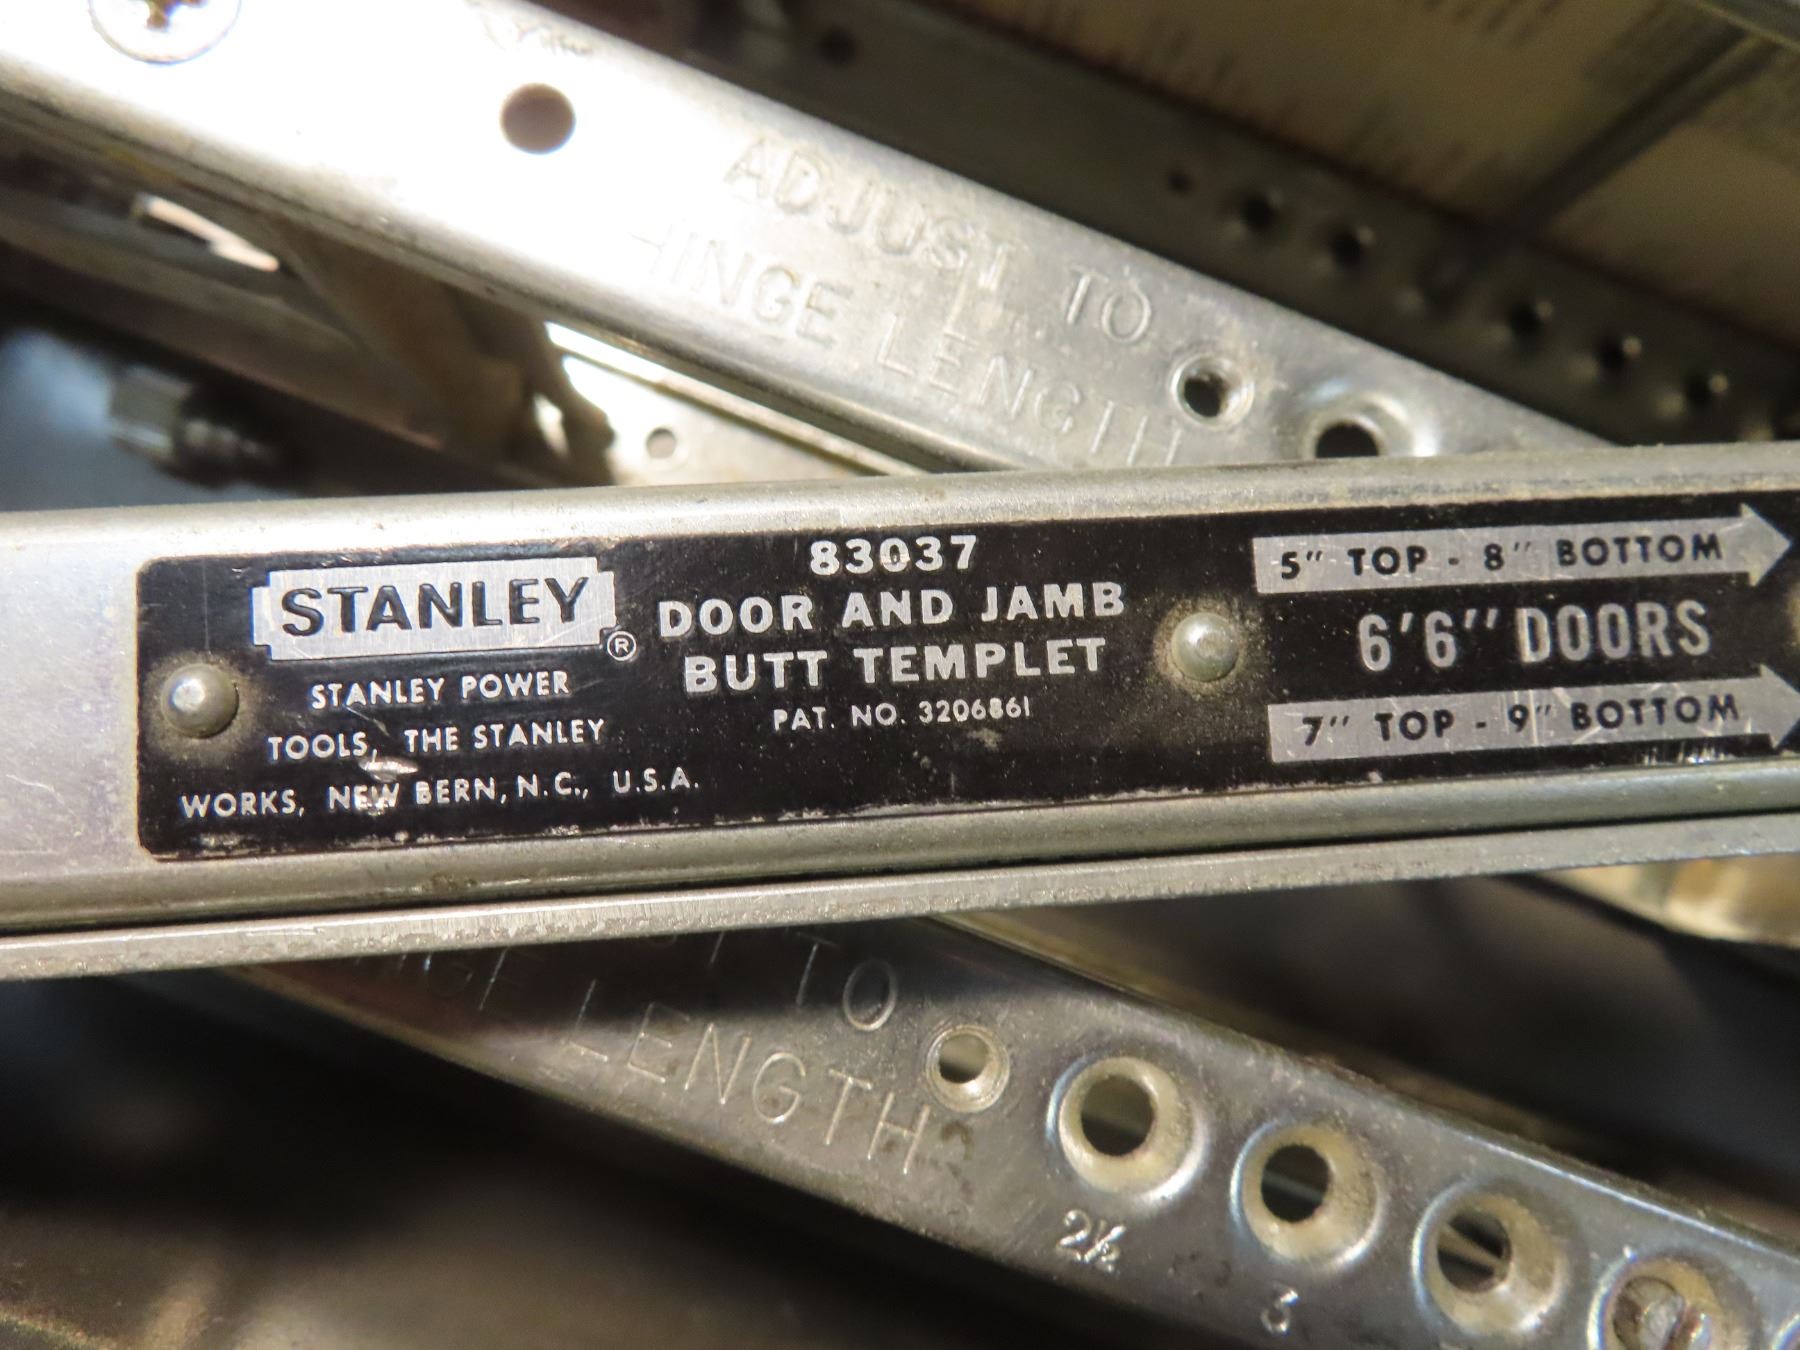 ADJUST TO
HINGE LENGTH
STANLEY®
STANLEY POWER
TOOLS, THE STANLEY
WORKS, NEW BERN, N.C., U.S.A.
83037
DOOR AND JAMB
BUTT TEMPLET
PAT. NO. 3206861
5" TOP - 8" BOTTOM
6'6" DOORS
7" TOP - 9" BOTTOM
TO
LENGTH
2½
3